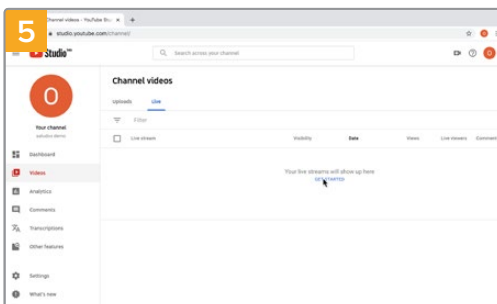 5
Channel videos - YouTube Stu
studio.youtube.com/channel/
Studio
Search across your channel
O
O
Your channel
Channel videos
Uploads
Live
Filter
Live stream
Visibility
Date
Views
Live viewers
Comment
Your live streams will show up here
GET STARTED
Dashboard
Videos
Analytics
Comments
Transcriptions
Other features
Settings
What's new